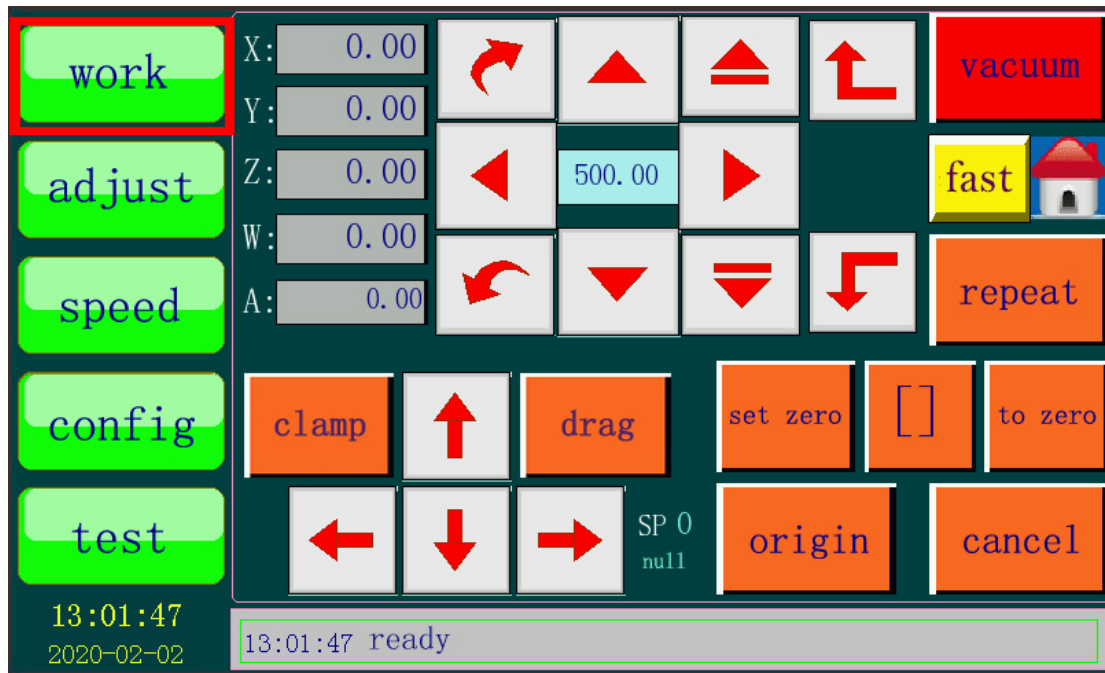 work
adjust
speed
config
test
13:01:47
2020-02-02
X: 0.00
Y: 0.00
Z: 0.00
W: 0.00
A: 0.00
500.00
vacuum
fast
repeat
clamp
drag
set zero
[]
to zero
SP 0
null
origin
cancel
13:01:47 ready